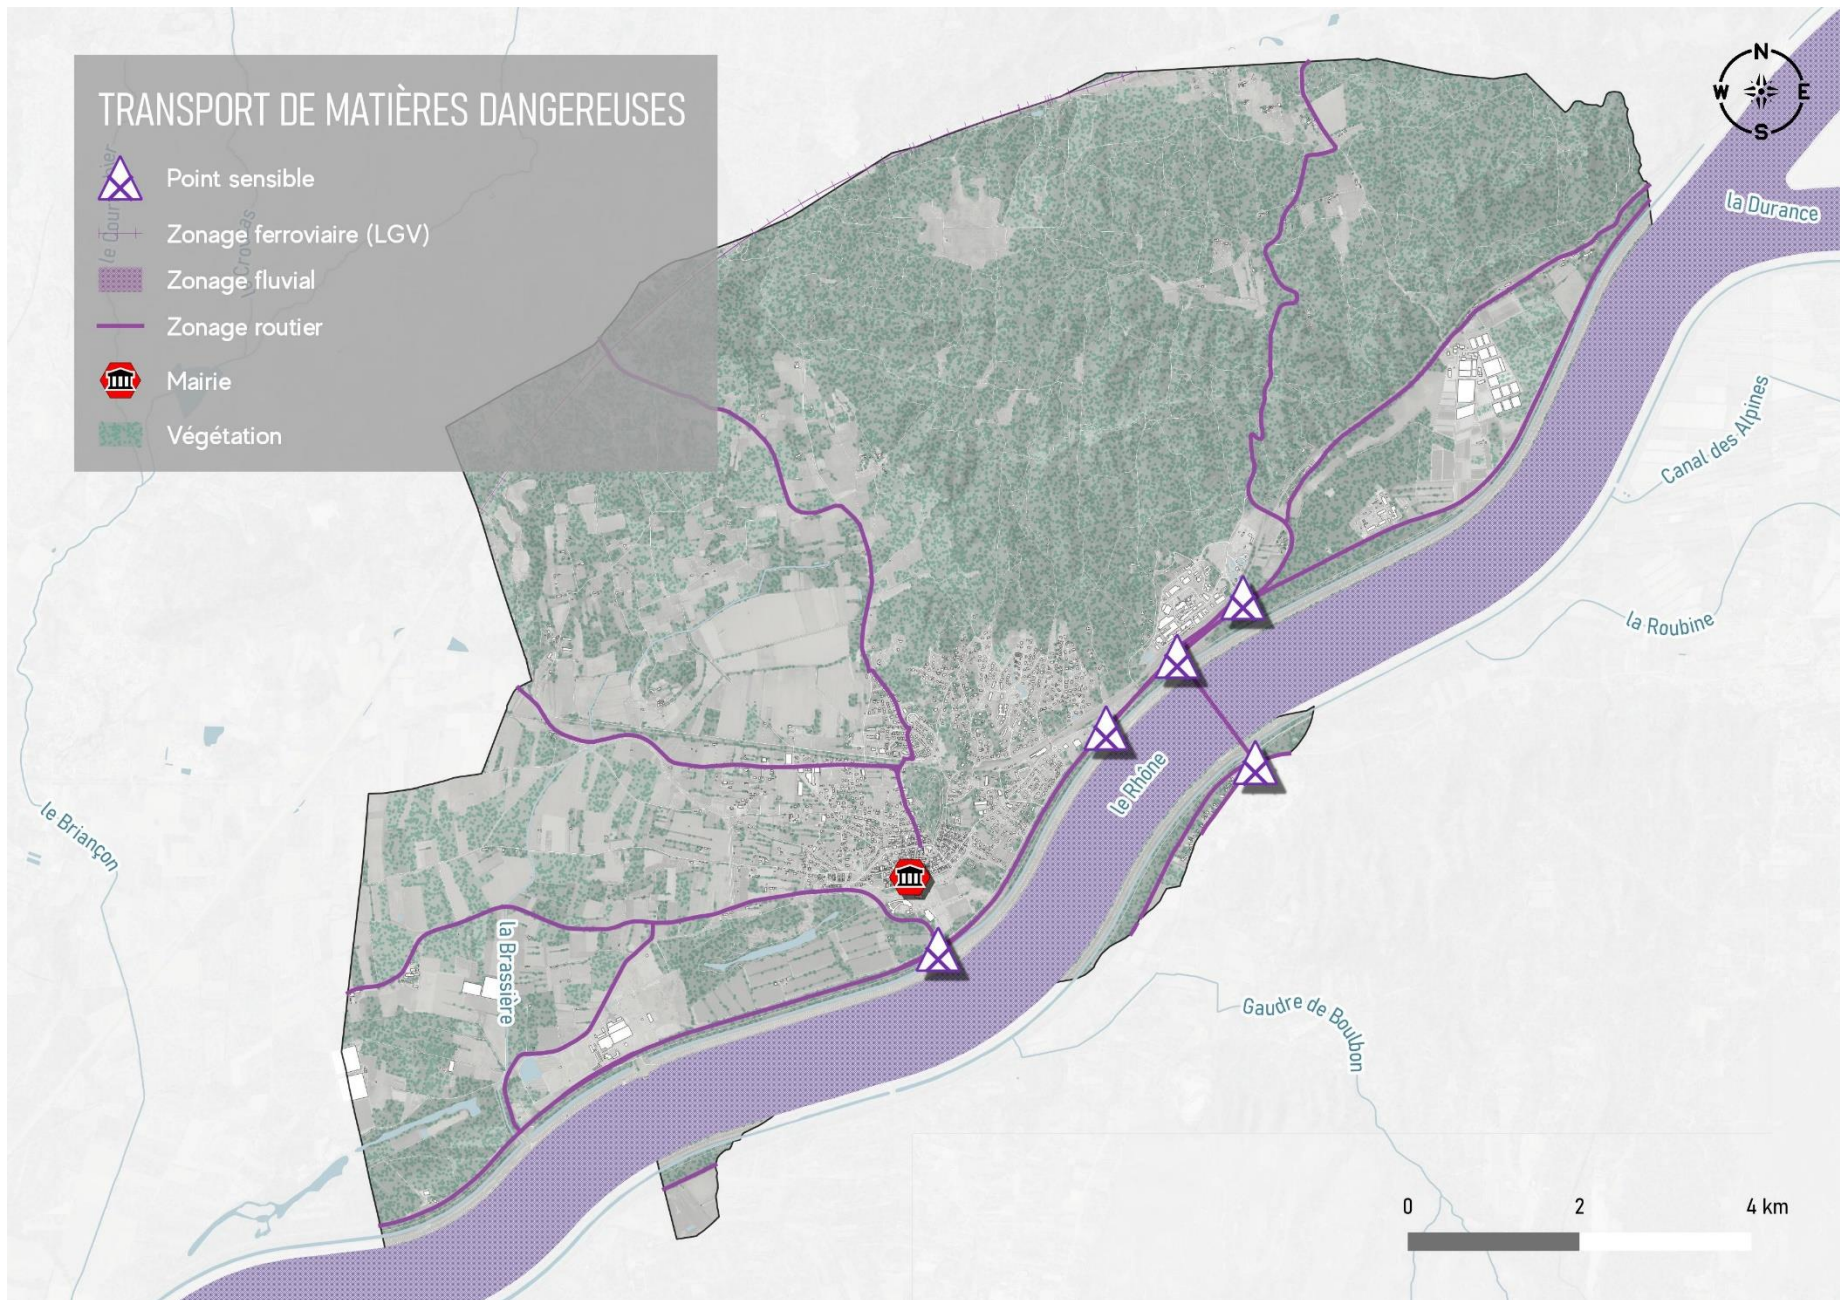 TRANSPORT DE MATIÈRES DANGEREUSES
Point sensible
Zonage ferroviaire (LGV)
Zonage fluvial
Zonage routier
Mairie
Végétation
N
W E
S
la Durance
Canal des Alpines
la Roubine
le Rhône
le Briançon
la Brassière
Gaudre de Boulbon
0 2 4 km